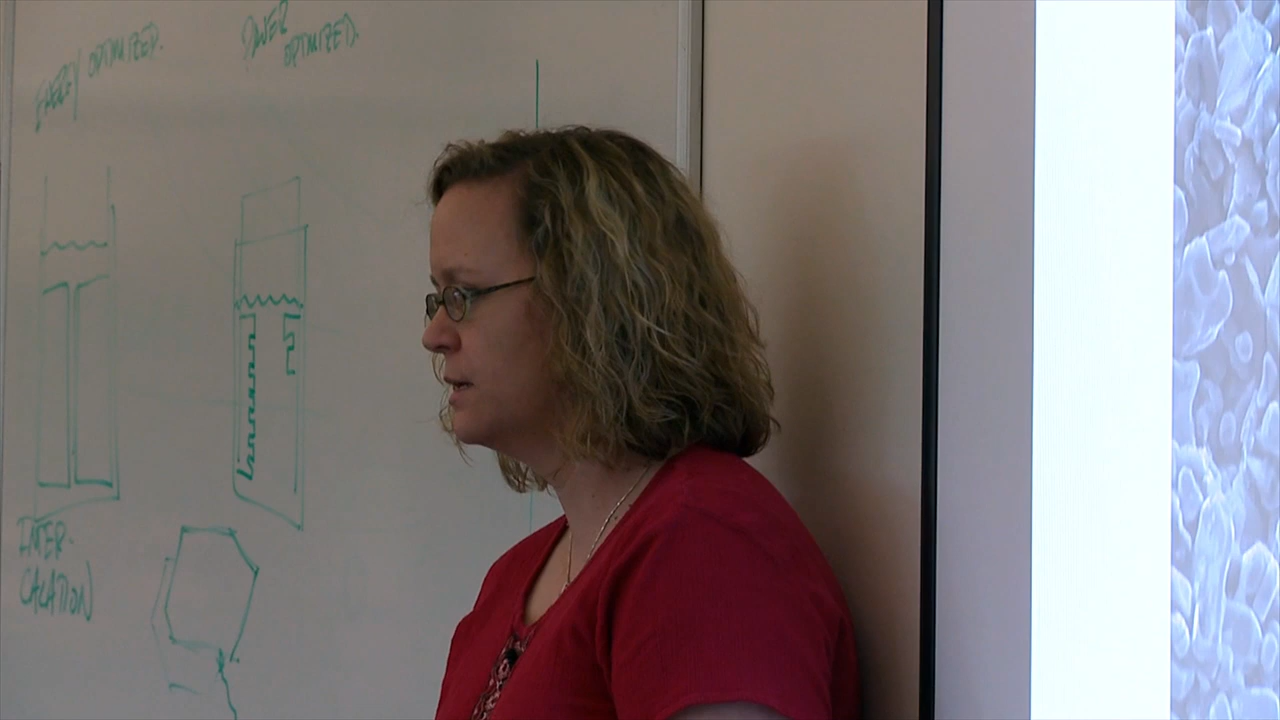 ENERGY OPTIMIZED.
POWER
OPTIMIZED.
INTER-
CALATION